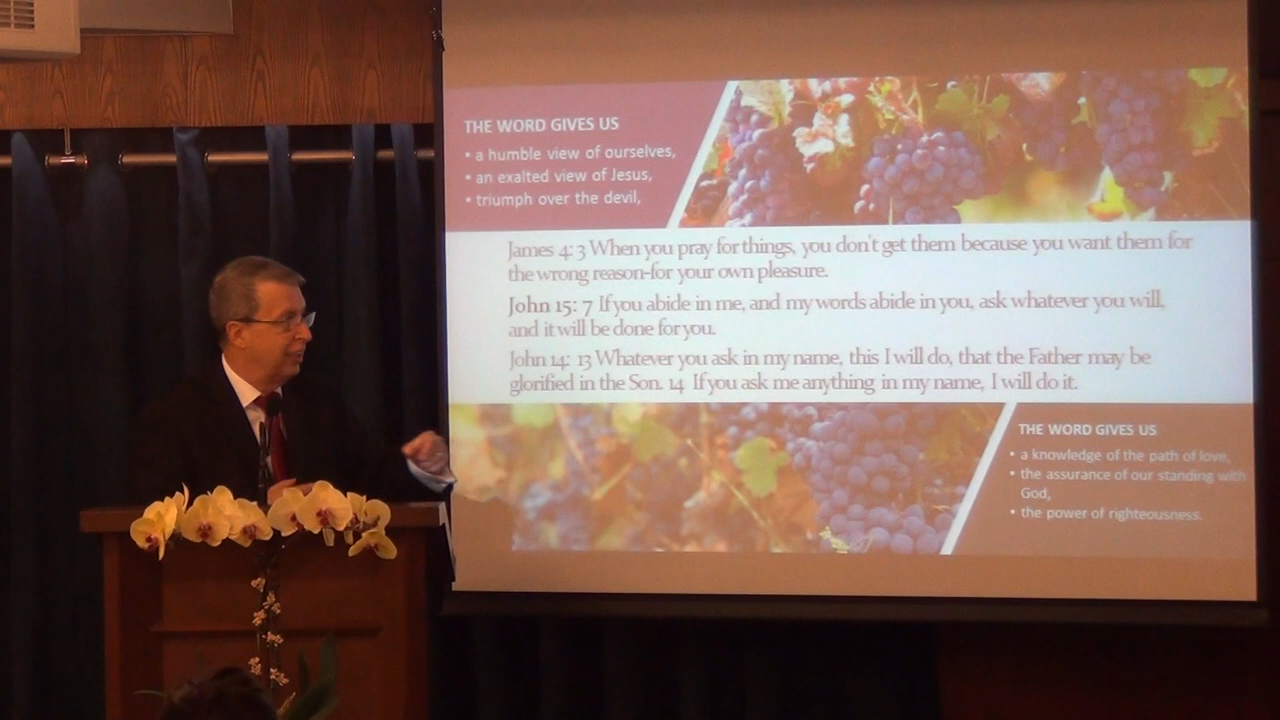 THE WORD GIVES US
• a humble view of ourselves,
• an exalted view of Jesus,
• triumph over the devil,
James 4: 3 When you pray for things, you don't get them because you want them for
the wrong reason-for your own pleasure.
John 15: 7 If you abide in me, and my words abide in you, ask whatever you will,
and it will be done for you.
John 14: 13 Whatever you ask in my name, this I will do, that the Father may be
glorified in the Son. 14 If you ask me anything in my name, I will do it.
THE WORD GIVES US
• a knowledge of the path of love,
• the assurance of our standing with
God,
• the power of righteousness.